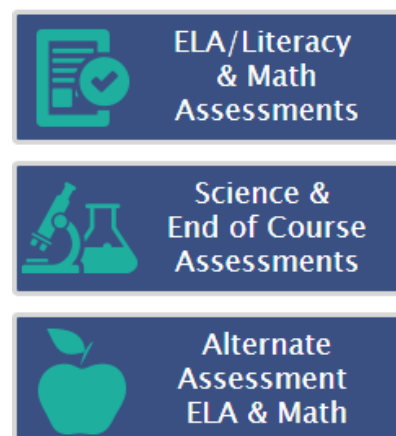 ELA/Literacy
& Math
Assessments
Science &
End of Course
Assessments
Alternate
Assessment
ELA & Math